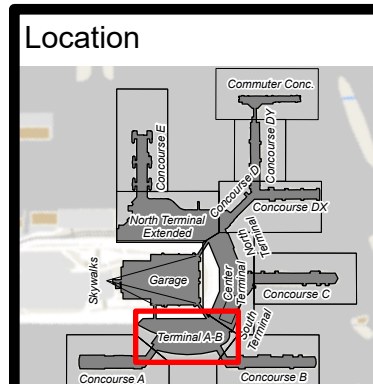 Location
Commuter Conc.
Concourse E
Concourse DY
Concourse D
Concourse DX
North Terminal
Extended
North
Terminal
Skywalks
Garage
Center
Terminal
Concourse C
South
Terminal
Terminal A-B
Concourse A
Concourse B